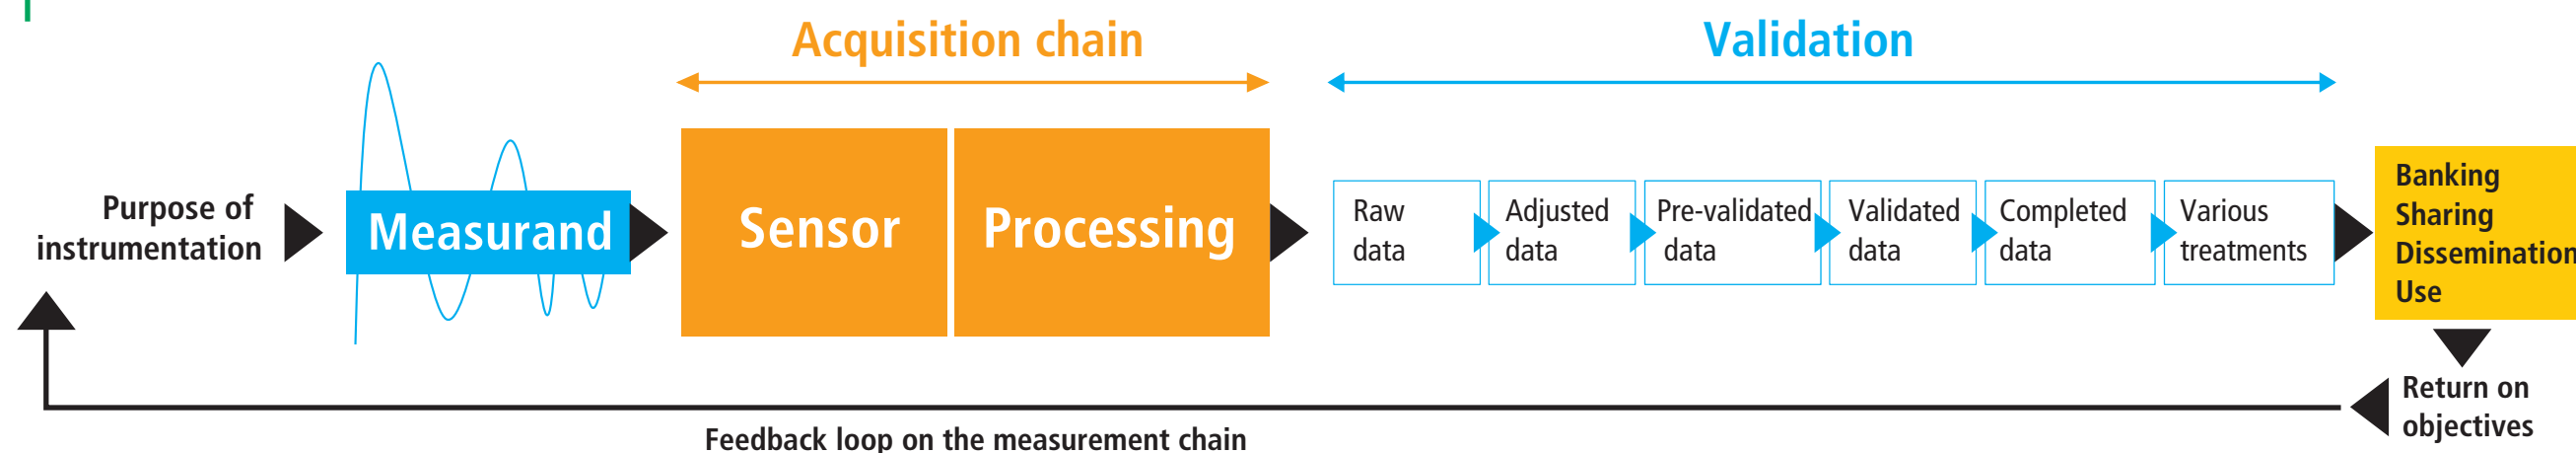 Acquisition chain
Validation
Purpose of
instrumentation
Measurand
Sensor
Processing
Raw
data
Adjusted
data
Pre-validated
data
Validated
data
Completed
data
Various
treatments
Banking
Sharing
Dissemination
Use
Return on
objectives
Feedback loop on the measurement chain